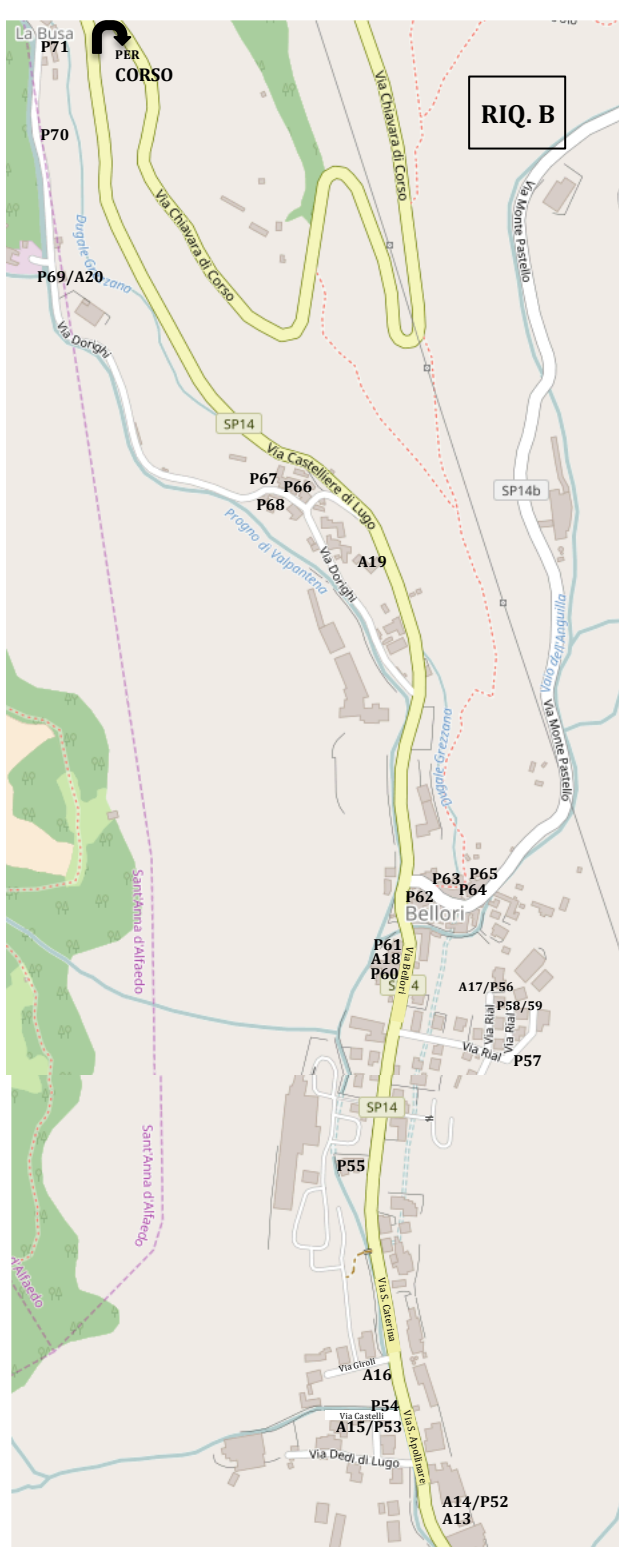 La Busa
P71
PER
CORSO
RIQ. B
P70
Via Chiavara di Corso
Via Chiavara di Corso
Via Monte Pastello
Dugale Grezzano
P69/A20
Via Dorighi
SP14
Via Castelliere di Lugo
P67
P66
P68
SP14b
Progno di Valpantena
Via Dorighi
A19
Vaio dell'Anguilla
Via Monte Pastello
Dugale Grezzano
Sant'Anna d'Alfaedo
P63
P65
P64
P62
Bellori
P61
A18
P60
Via Bellori
A17/P56
P58/59
Via Rial
Via Rial
Via Rial
P57
SP14
Sant'Anna d'Alfaedo
P55
d'Alfaedo
Via S. Caterina
Via Giroli
A16
P54
Via Castelli
A15/P53
Via S. Apollinare
Via Dedi di Lugo
A14/P52
A13